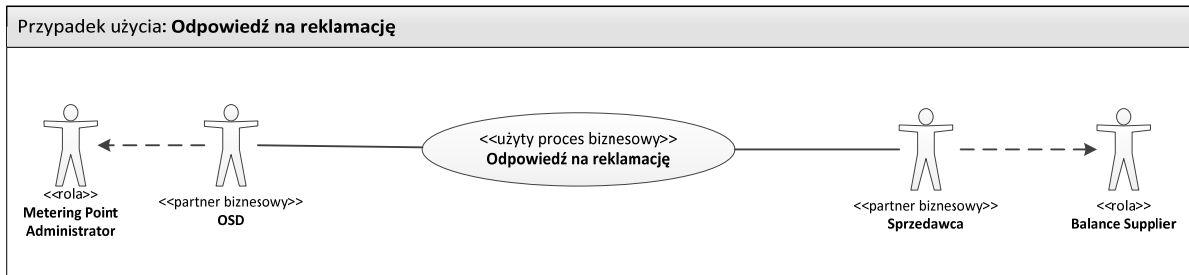 Przypadek użycia: Odpowiedź na reklamację
<<użyty proces biznesowy>>
Odpowiedź na reklamację
<<rola>>
Metering Point
Administrator
<<partner biznesowy>>
OSD
<<partner biznesowy>>
Sprzedawca
<<rola>>
Balance Supplier